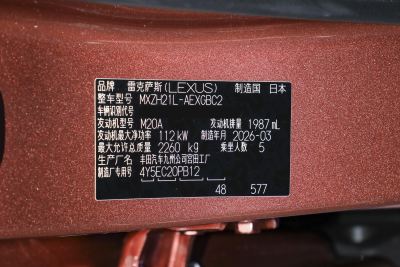 品牌 雷克萨斯(LEXUS) 制造国 日本
整车型号 MXZH21L-AEXGBC2
车辆识别代号
发动机型号 M20A 发动机排量 1987 mL
发动机最大净功率 112 kW 制造年月 2026-03
最大允许总质量 2260 kg 乘坐人数 5
生产厂名 丰田汽车九州公司宫田工厂
制造厂专用号 4Y5EC20PB12
48 577